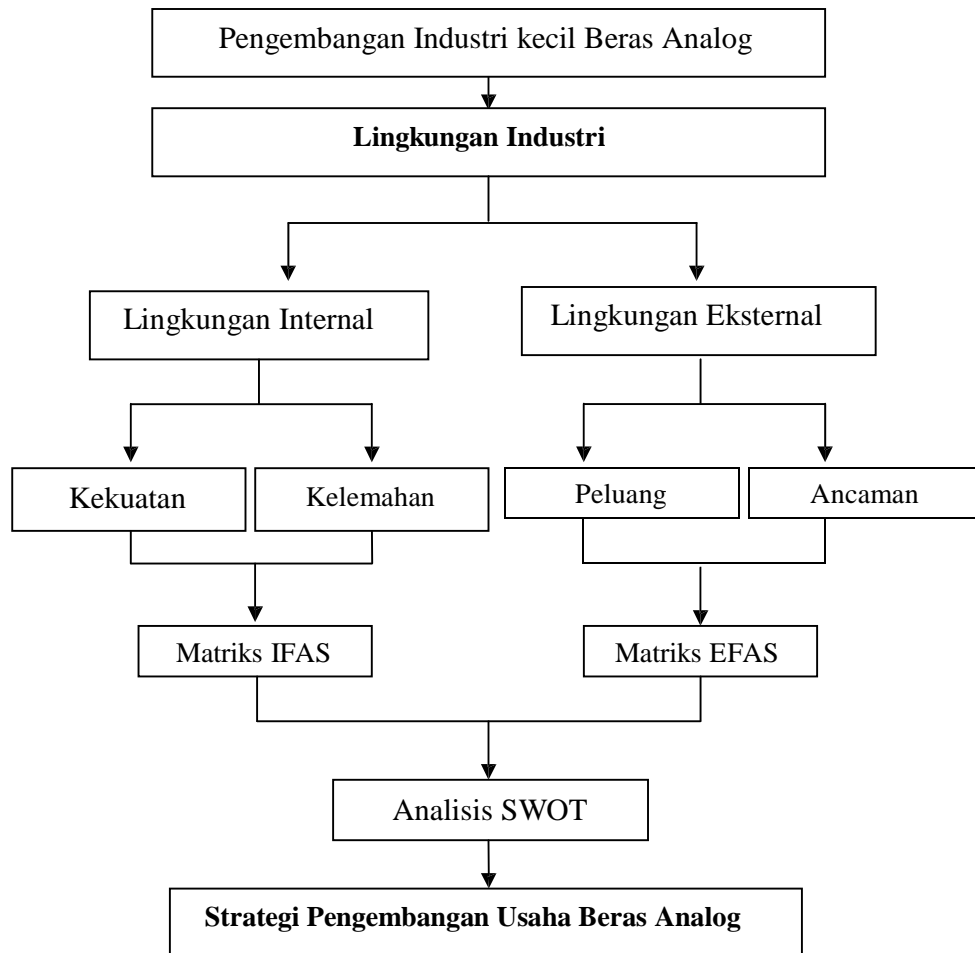 Pengembangan Industri kecil Beras Analog
Lingkungan Industri
Lingkungan Internal
Lingkungan Eksternal
Kekuatan
Kelemahan
Peluang
Ancaman
Matriks IFAS
Matriks EFAS
Analisis SWOT
Strategi Pengembangan Usaha Beras Analog